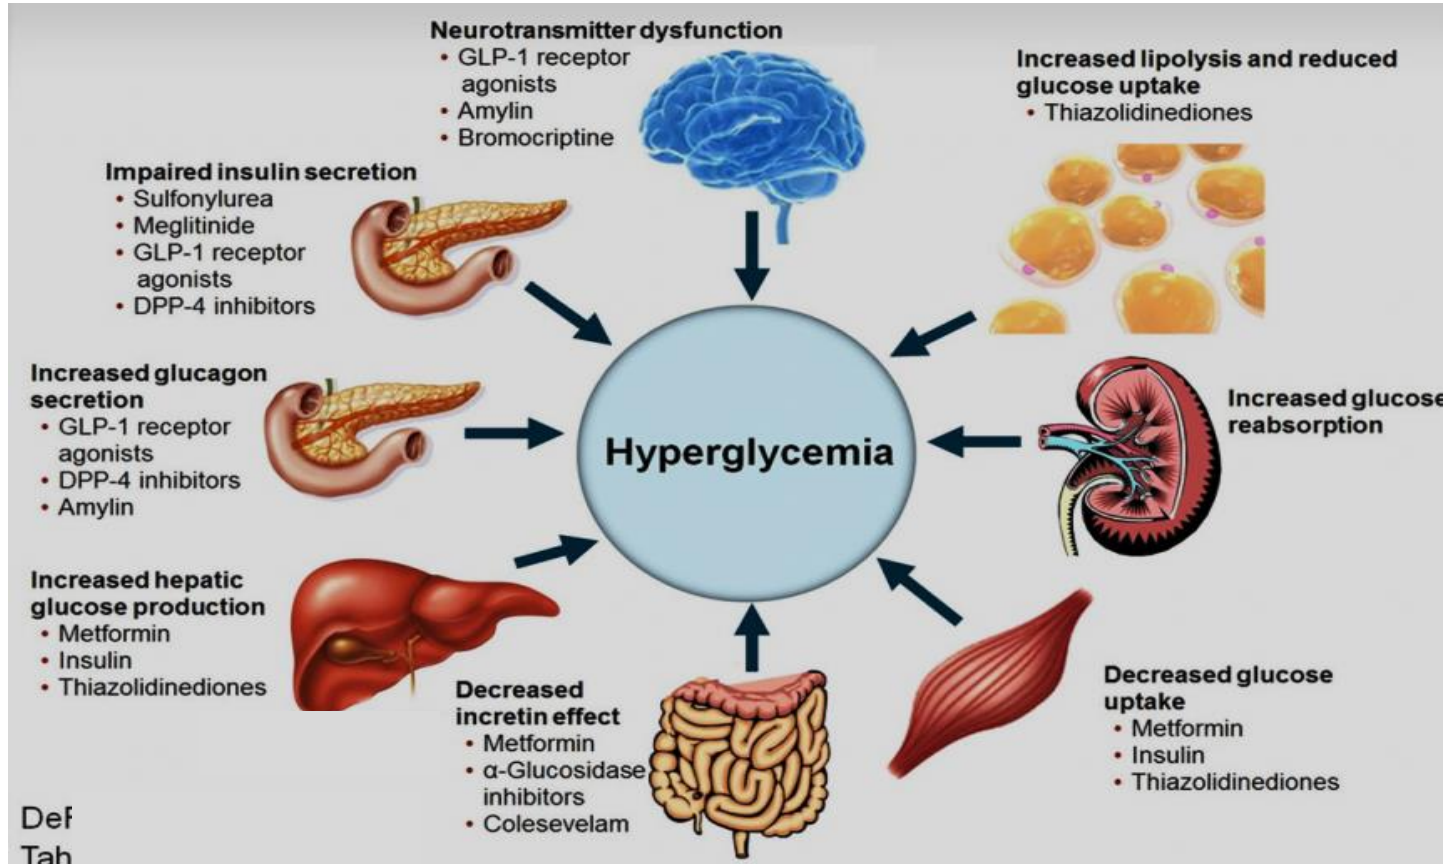 Neurotransmitter dysfunction
• GLP-1 receptor
agonists
• Amylin
• Bromocriptine
Increased lipolysis and reduced
glucose uptake
• Thiazolidinediones
Impaired insulin secretion
• Sulfonylurea
• Meglitinide
• GLP-1 receptor
agonists
• DPP-4 inhibitors
Increased glucagon
secretion
• GLP-1 receptor
agonists
• DPP-4 inhibitors
• Amylin
Hyperglycemia
Increased glucose
reabsorption
Increased hepatic
glucose production
• Metformin
• Insulin
• Thiazolidinediones
Decreased
incretin effect
• Metformin
• α-Glucosidase
inhibitors
• Colesevelam
Decreased glucose
uptake
• Metformin
• Insulin
• Thiazolidinediones